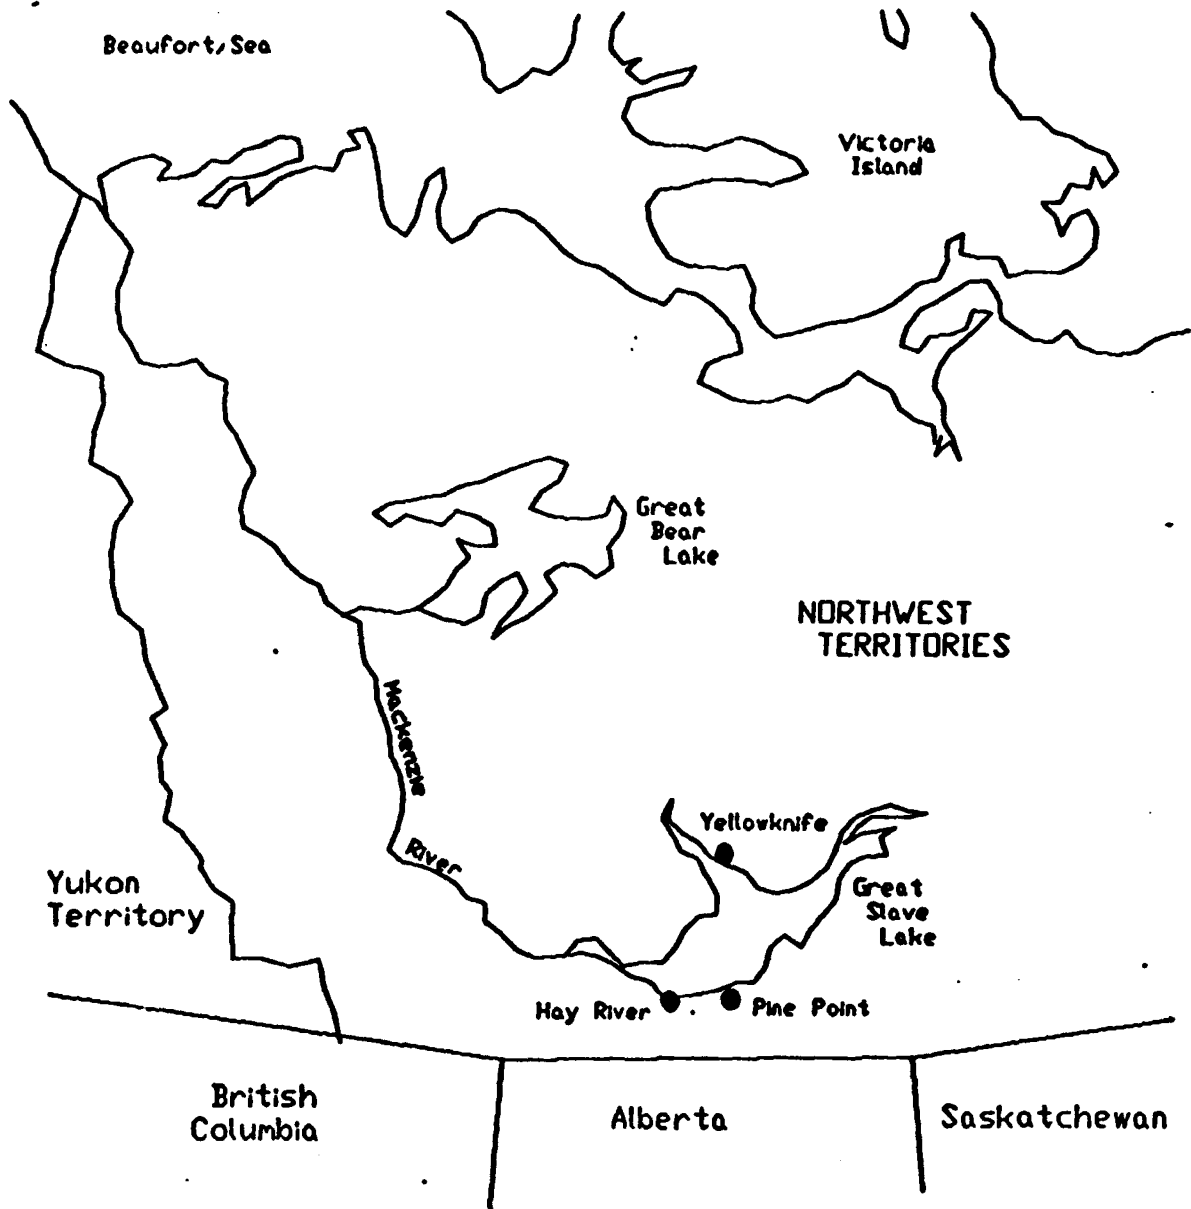 Beaufort Sea
Victoria
Island
Great
Bear
Lake
NORTHWEST
TERRITORIES
Mackenzie
River
Yellowknife
Yukon
Territory
Great
Slave
Lake
Hay River
Pine Point
British
Columbia
Alberta
Saskatchewan